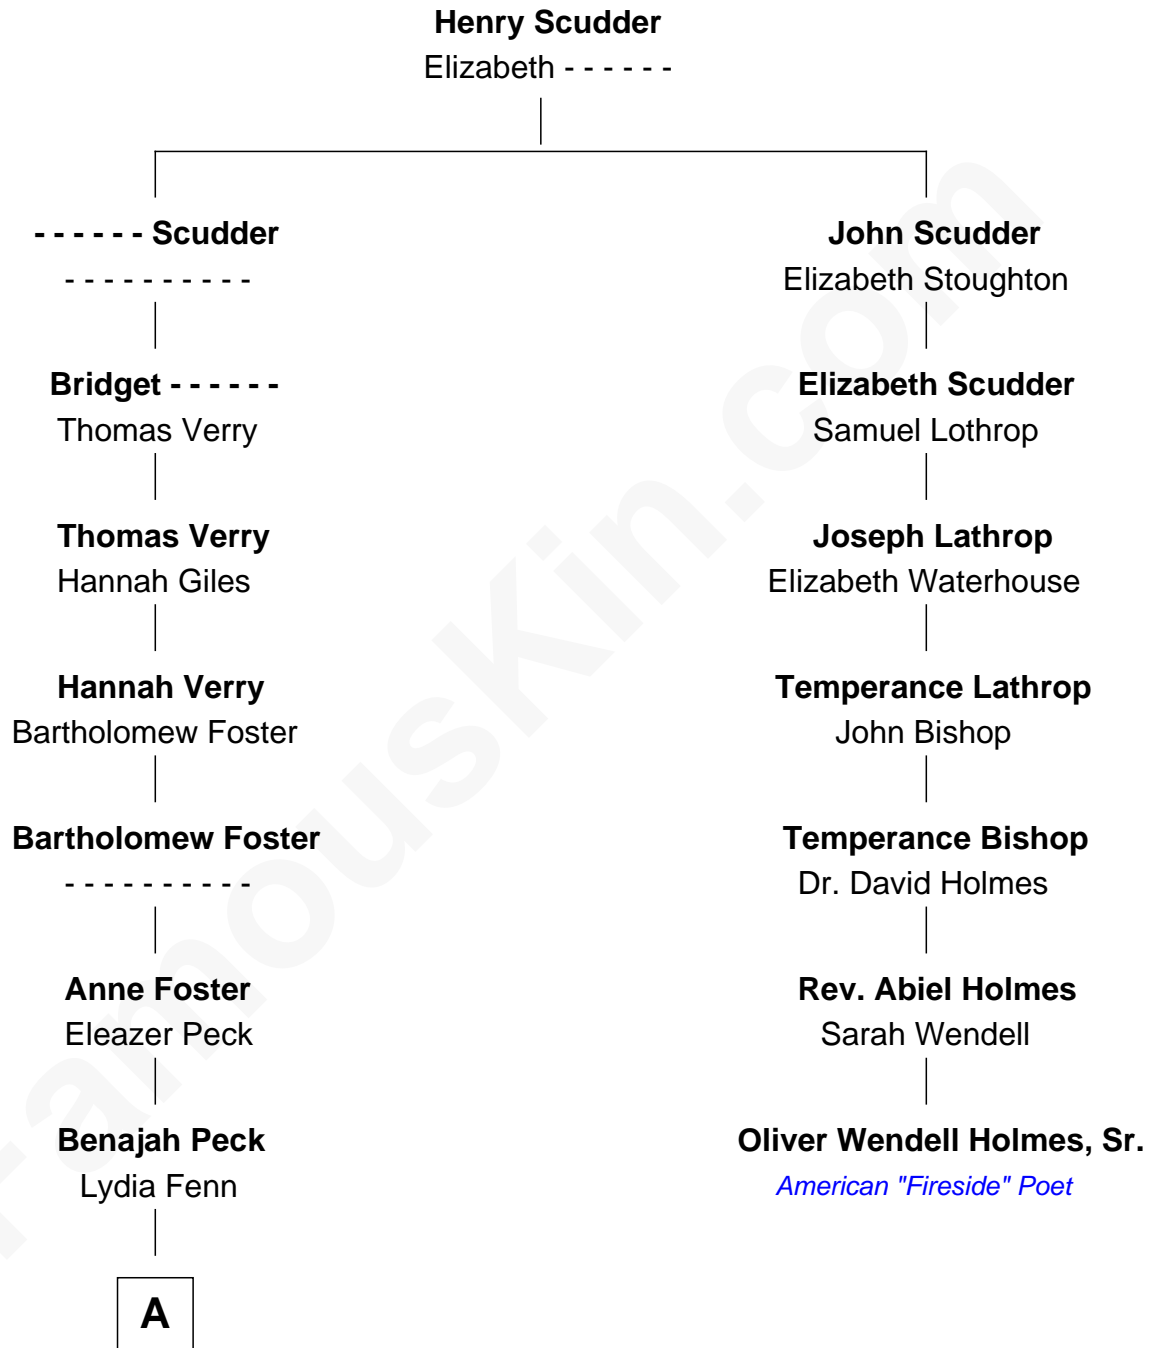 Henry Scudder
Elizabeth - - - - - -
- - - - - - Scudder
- - - - - - - - - -
John Scudder
Elizabeth Stoughton
Bridget - - - - - -
Thomas Verry
Elizabeth Scudder
Samuel Lothrop
Thomas Verry
Hannah Giles
Joseph Lathrop
Elizabeth Waterhouse
Hannah Verry
Bartholomew Foster
Temperance Lathrop
John Bishop
Bartholomew Foster
- - - - - - - - - -
Temperance Bishop
Dr. David Holmes
Anne Foster
Eleazer Peck
Rev. Abiel Holmes
Sarah Wendell
Benajah Peck
Lydia Fenn
Oliver Wendell Holmes, Sr.
American "Fireside" Poet
A
FamousKin.com